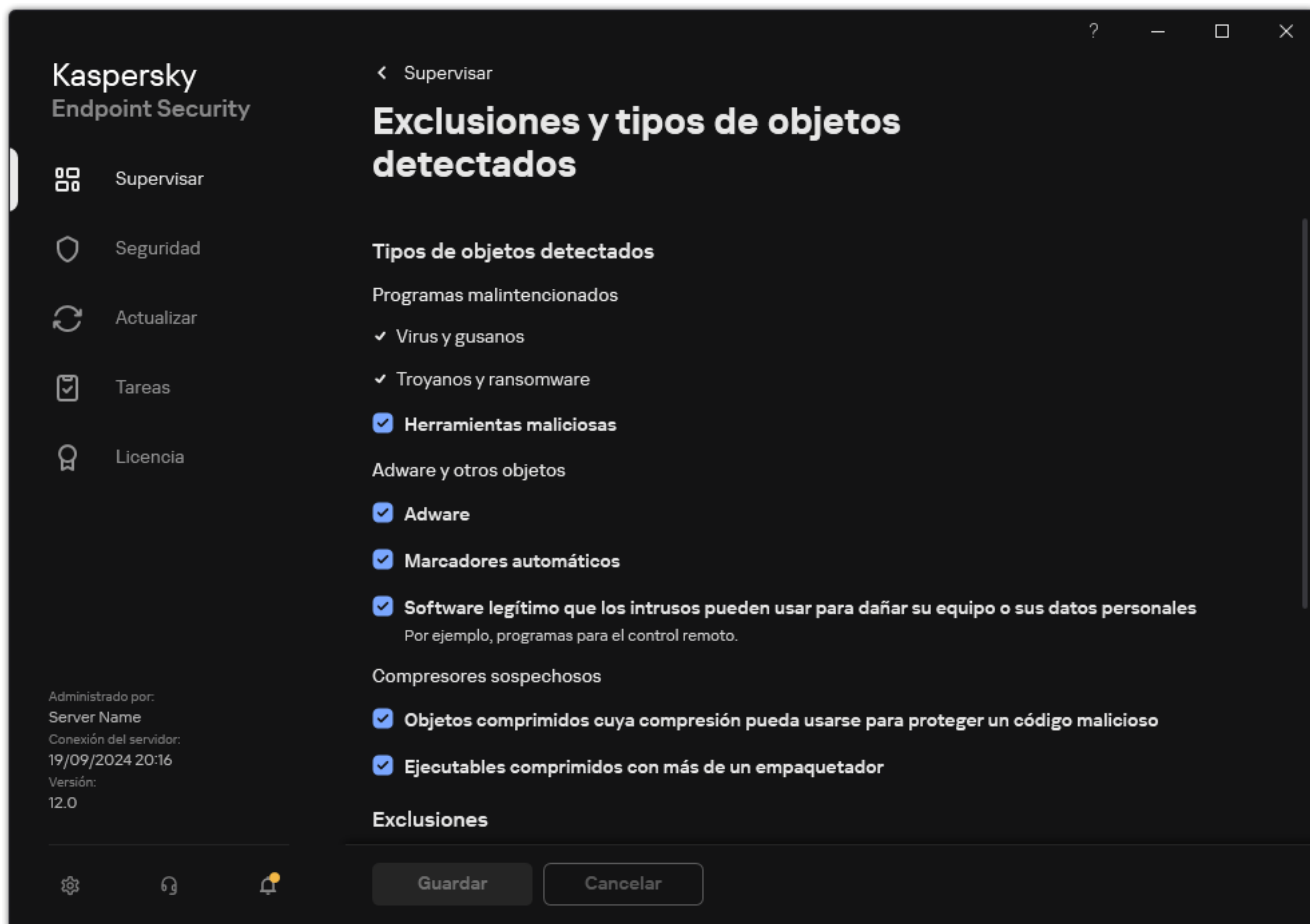 ?
Kaspersky
Endpoint Security
Supervisar
Seguridad
Actualizar
Tareas
Licencia
Administrado por:
Server Name
Conexión del servidor:
19/09/2024 20:16
Versión:
12.0
Supervisar
Exclusiones y tipos de objetos
detectados
Tipos de objetos detectados
Programas malintencionados
Virus y gusanos
Troyanos y ransomware
Herramientas maliciosas
Adware y otros objetos
Adware
Marcadores automáticos
Software legítimo que los intrusos pueden usar para dañar su equipo o sus datos personales
Por ejemplo, programas para el control remoto.
Compresores sospechosos
Objetos comprimidos cuya compresión pueda usarse para proteger un código malicioso
Ejecutables comprimidos con más de un empaquetador
Exclusiones
Guardar
Cancelar